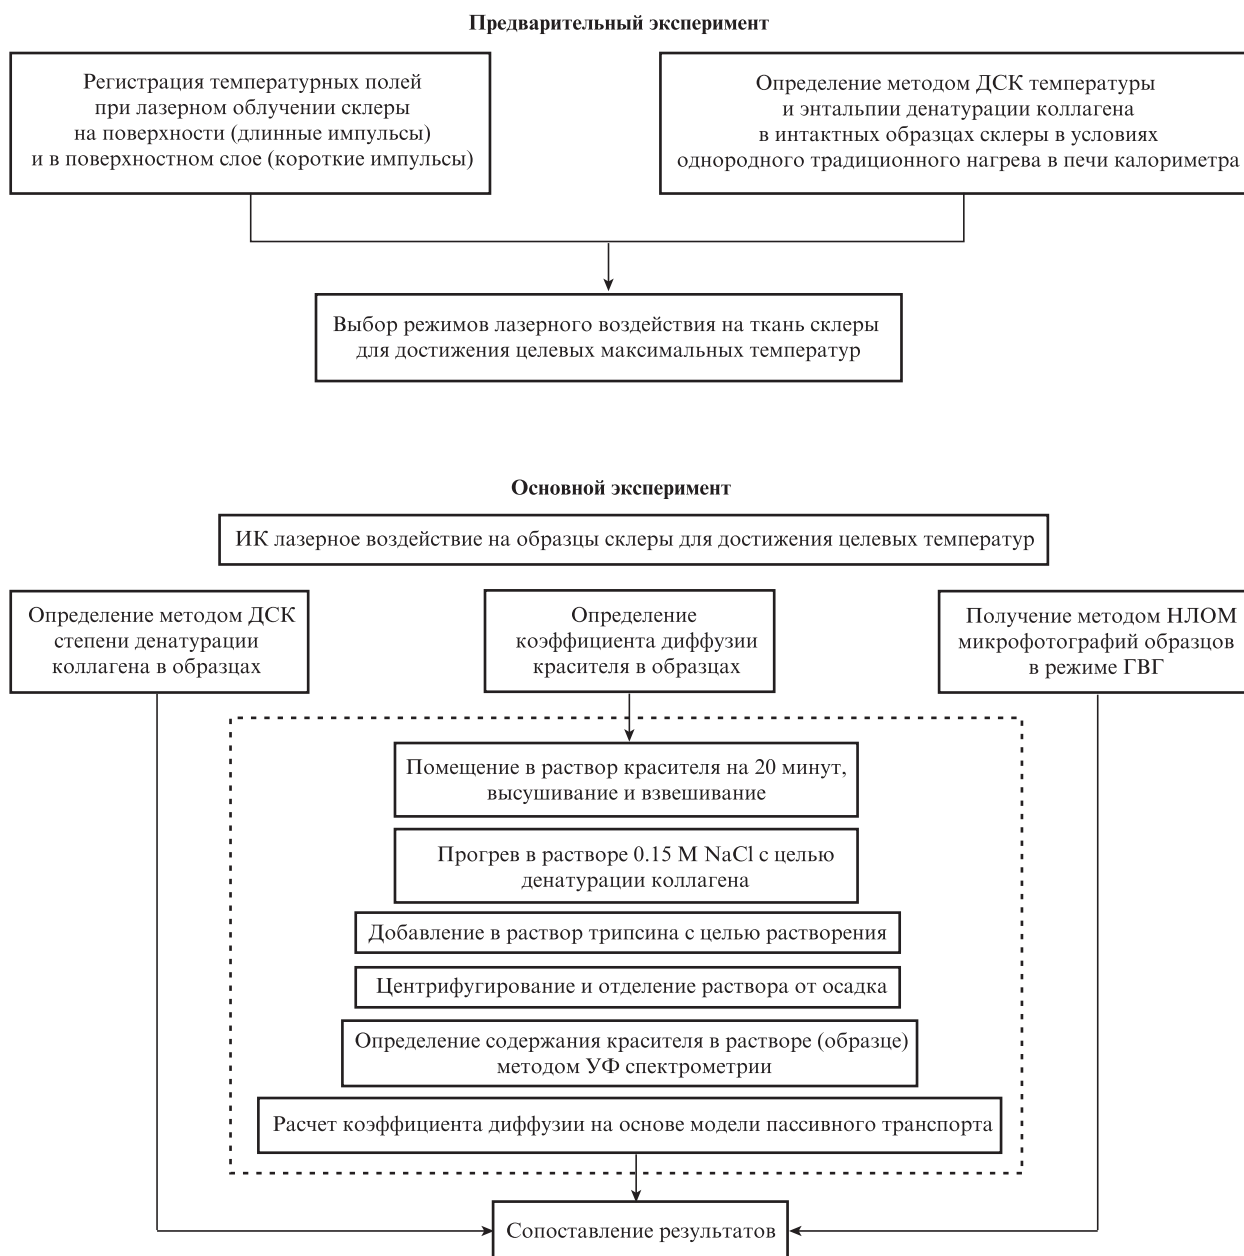 Предварительный эксперимент
Регистрация температурных полей
при лазерном облучении склеры
на поверхности (длинные импульсы)
и в поверхностном слое (короткие импульсы)
Определение методом ДСК температуры
и энтальпии денатурации коллагена
в интактных образцах склеры в условиях
однородного традиционного нагрева в печи калориметра
Выбор режимов лазерного воздействия на ткань склеры
для достижения целевых максимальных температур
Основной эксперимент
ИК лазерное воздействие на образцы склеры для достижения целевых температур
Определение методом ДСК
степени денатурации
коллагена в образцах
Определение
коэффициента диффузии
красителя в образцах
Получение методом НЛОМ
микрофотографий образцов
в режиме ГВГ
Помещение в раствор красителя на 20 минут,
высушивание и взвешивание
Прогрев в растворе 0.15 М NaCl с целью
денатурации коллагена
Добавление в раствор трипсина с целью растворения
Центрифугирование и отделение раствора от осадка
Определение содержания красителя в растворе (образце)
методом УФ спектрометрии
Расчет коэффициента диффузии на основе модели пассивного транспорта
Сопоставление результатов